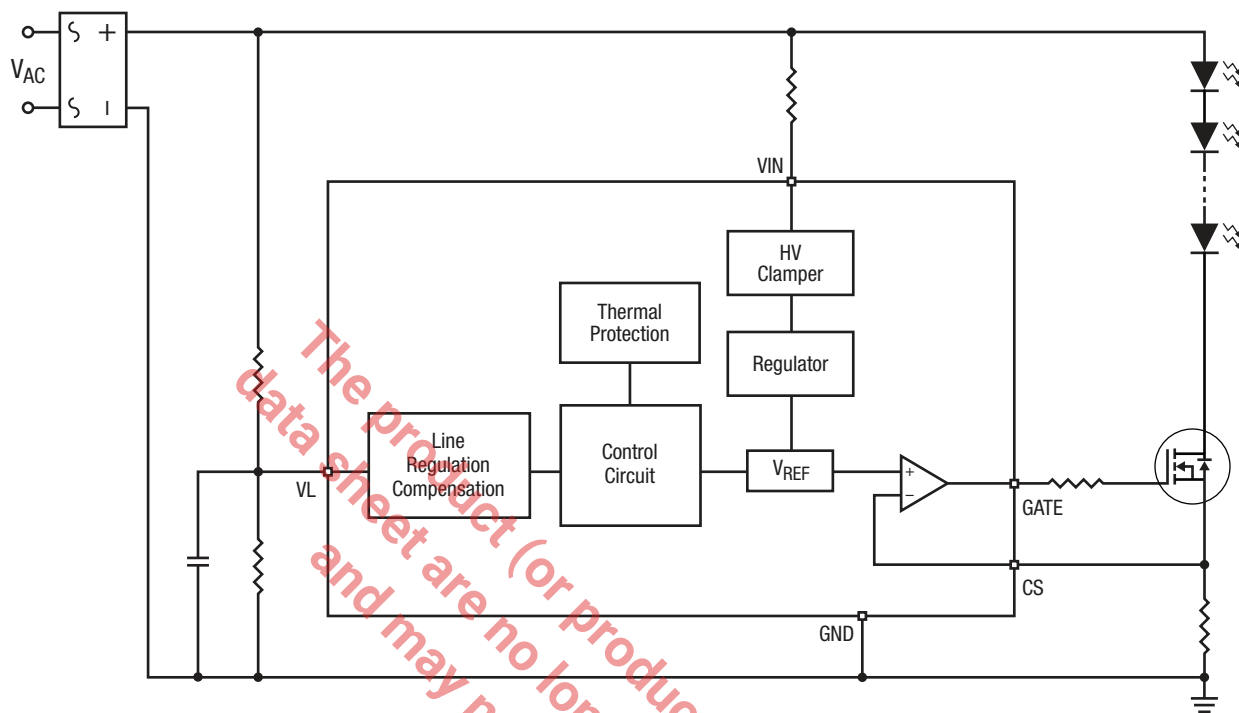 VAC
+
−
VIN
HV
Clamper
Thermal
Protection
Regulator
Line
Regulation
Compensation
Control
Circuit
VREF
+
−
VL
GATE
CS
GND
The product (or produc
data sheet are no lon
and may n